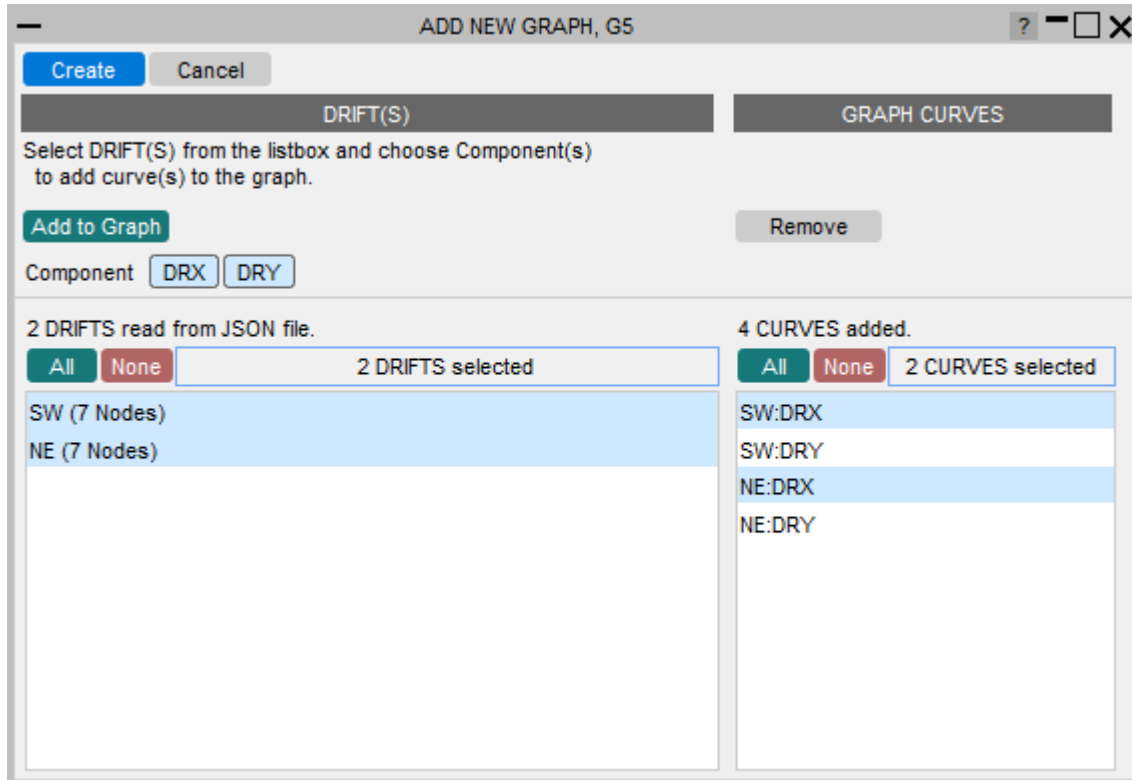 ADD NEW GRAPH, G5
?
Create Cancel
DRIFT(S)
GRAPH CURVES
Select DRIFT(S) from the listbox and choose Component(s)
to add curve(s) to the graph.
Add to Graph
Remove
Component DRX DRY
2 DRIFTS read from JSON file.
All None 2 DRIFTS selected
SW (7 Nodes)
NE (7 Nodes)
4 CURVES added.
All None 2 CURVES selected
SW:DRX
SW:DRY
NE:DRX
NE:DRY